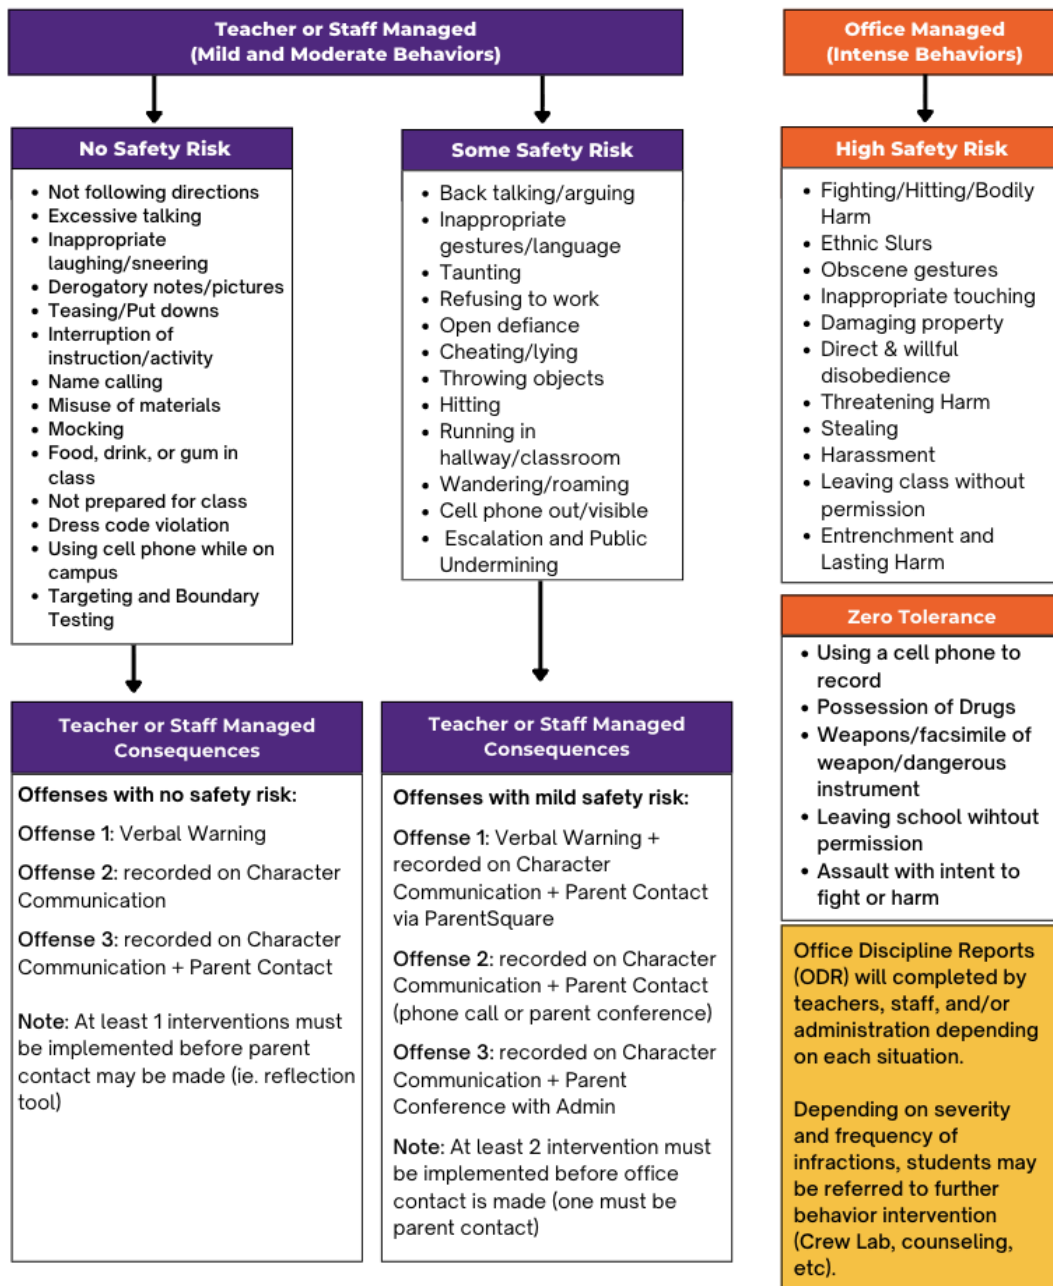 Teacher or Staff Managed
(Mild and Moderate Behaviors)
No Safety Risk
• Not following directions
• Excessive talking
• Inappropriate
laughing/sneering
• Derogatory notes/pictures
• Teasing/Put downs
• Interruption of
instruction/activity
• Name calling
• Misuse of materials
• Mocking
• Food, drink, or gum in
class
• Not prepared for class
• Dress code violation
• Using cell phone while on
campus
• Targeting and Boundary
Testing
Teacher or Staff Managed
Consequences
Offenses with no safety risk:
Offense 1: Verbal Warning
Offense 2: recorded on Character
Communication
Offense 3: recorded on Character
Communication + Parent Contact
Note: At least 1 interventions must
be implemented before parent
contact may be made (ie. reflection
tool)
Some Safety Risk
• Back talking/arguing
• Inappropriate
gestures/language
• Taunting
• Refusing to work
• Open defiance
• Cheating/lying
• Throwing objects
• Hitting
• Running in
hallway/classroom
• Wandering/roaming
• Cell phone out/visible
• Escalation and Public
Undermining
Teacher or Staff Managed
Consequences
Offenses with mild safety risk:
Offense 1: Verbal Warning +
recorded on Character
Communication + Parent Contact
via ParentSquare
Offense 2: recorded on Character
Communication + Parent Contact
(phone call or parent conference)
Offense 3: recorded on Character
Communication + Parent
Conference with Admin
Note: At least 2 intervention must
be implemented before office
contact is made (one must be
parent contact)
Office Managed
(Intense Behaviors)
High Safety Risk
• Fighting/Hitting/Bodily
Harm
• Ethnic Slurs
• Obscene gestures
• Inappropriate touching
• Damaging property
• Direct & willful
disobedience
• Threatening Harm
• Stealing
• Harassment
• Leaving class without
permission
• Entrenchment and
Lasting Harm
Zero Tolerance
• Using a cell phone to
record
• Possession of Drugs
• Weapons/facsimile of
weapon/dangerous
instrument
• Leaving school wihtout
permission
• Assault with intent to
fight or harm
Office Discipline Reports
(ODR) will completed by
teachers, staff, and/or
administration depending
on each situation.
Depending on severity
and frequency of
infractions, students may
be referred to further
behavior intervention
(Crew Lab, counseling,
etc).